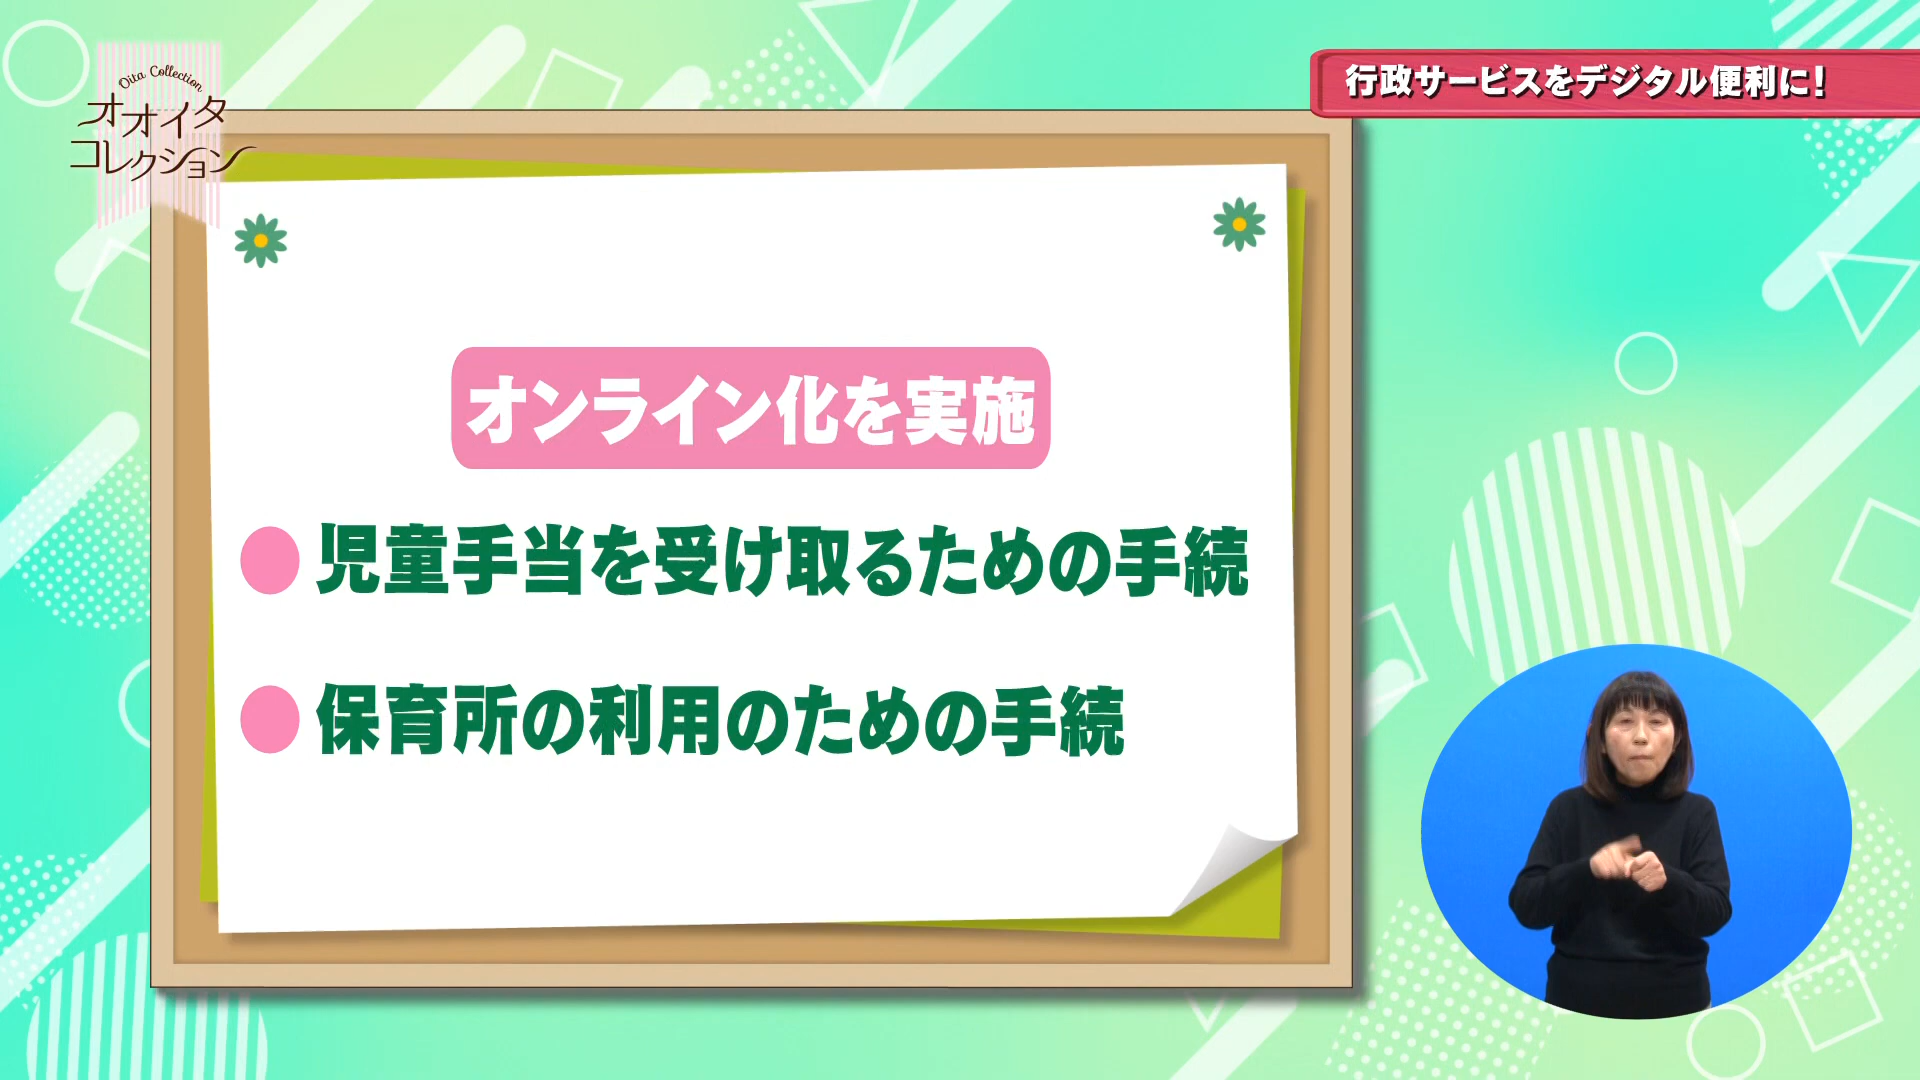 Oita Collection
オオイタ
コレクション
行政サービスをデジタル便利に！
オンライン化を実施
児童手当を受け取るための手続
保育所の利用のための手続